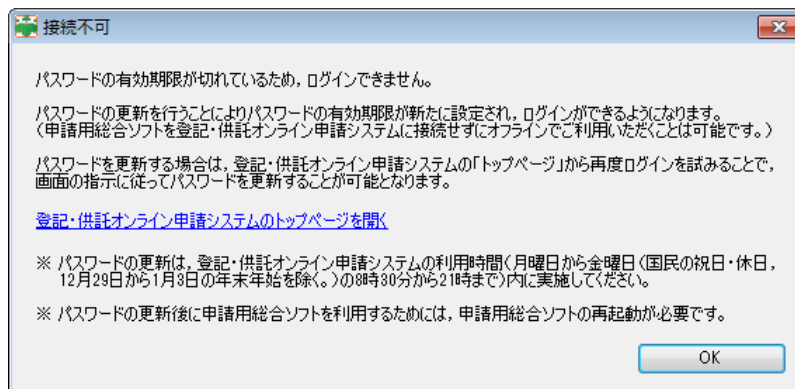 接続不可
パスワードの有効期限が切れているため，ログインできません。
パスワードの更新を行うことによりパスワードの有効期限が新たに設定され，ログインができるようになります。
（申請用総合ソフトを登記・供託オンライン申請システムに接続せずにオフラインでご利用いただくことは可能です。）
パスワードを更新する場合は，登記・供託オンライン申請システムの「トップページ」から再度ログインを試みることで，
画面の指示に従ってパスワードを更新することが可能となります。
登記・供託オンライン申請システムのトップページを開く
※ パスワードの更新は，登記・供託オンライン申請システムの利用時間（月曜日から金曜日（国民の祝日・休日，
12月29日から1月3日の年末年始を除く。）の8時30分から21時まで）内に実施してください。
※ パスワードの更新後に申請用総合ソフトを利用するためには，申請用総合ソフトの再起動が必要です。
OK